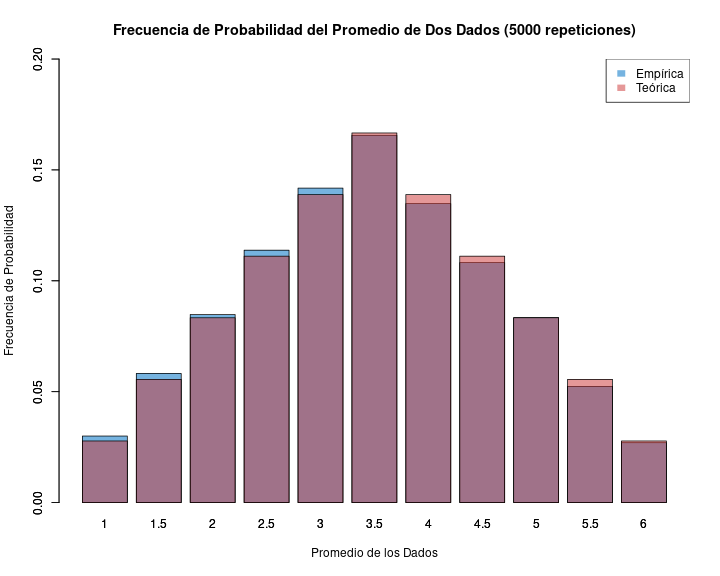 Frecuencia de Probabilidad del Promedio de Dos Dados (5000 repeticiones)
Empírica
Teórica
Frecuencia de Probabilidad
0.20
0.15
0.10
0.05
0.00
1 1.5 2 2.5 3 3.5 4 4.5 5 5.5 6
Promedio de los Dados